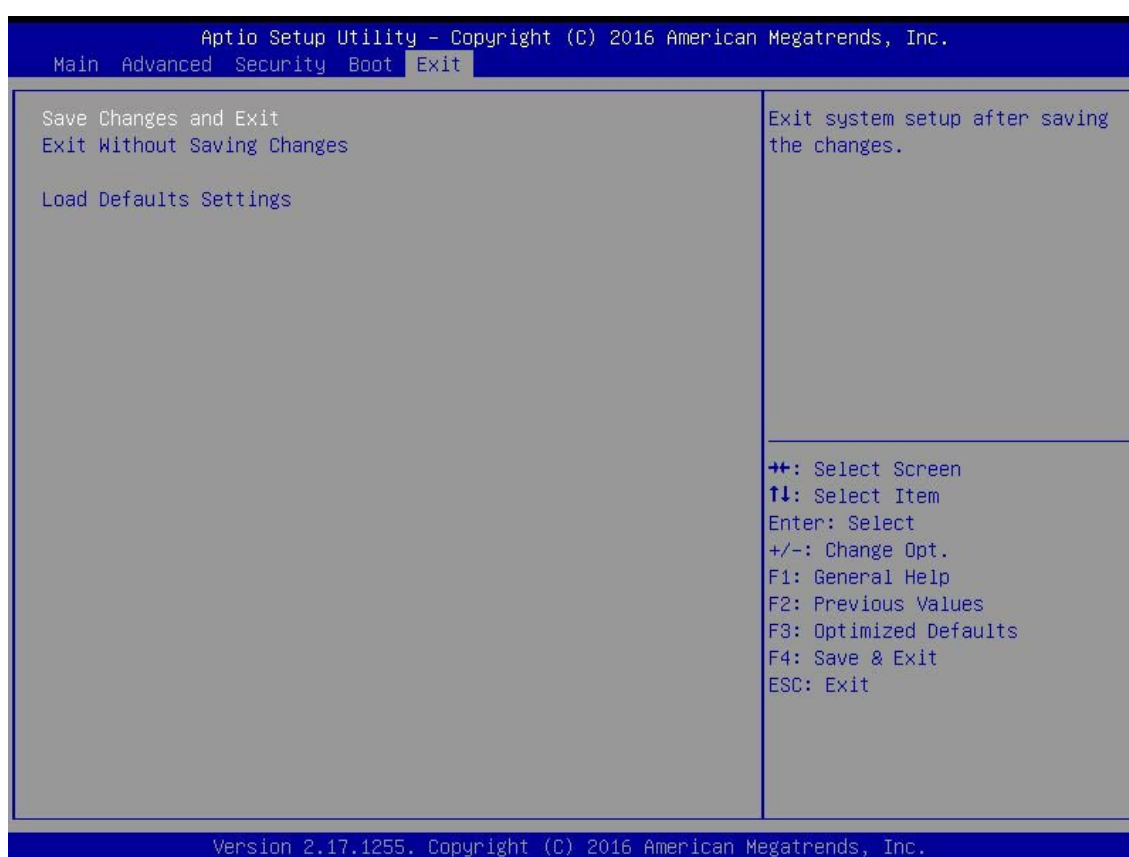 Aptio Setup Utility – Copyright (C) 2016 American Megatrends, Inc.
Main Advanced Security Boot Exit
Save Changes and Exit
Exit Without Saving Changes
Load Defaults Settings
Exit system setup after saving
the changes.
→←: Select Screen
↑↓: Select Item
Enter: Select
+/-: Change Opt.
F1: General Help
F2: Previous Values
F3: Optimized Defaults
F4: Save & Exit
ESC: Exit
Version 2.17.1255. Copyright (C) 2016 American Megatrends, Inc.